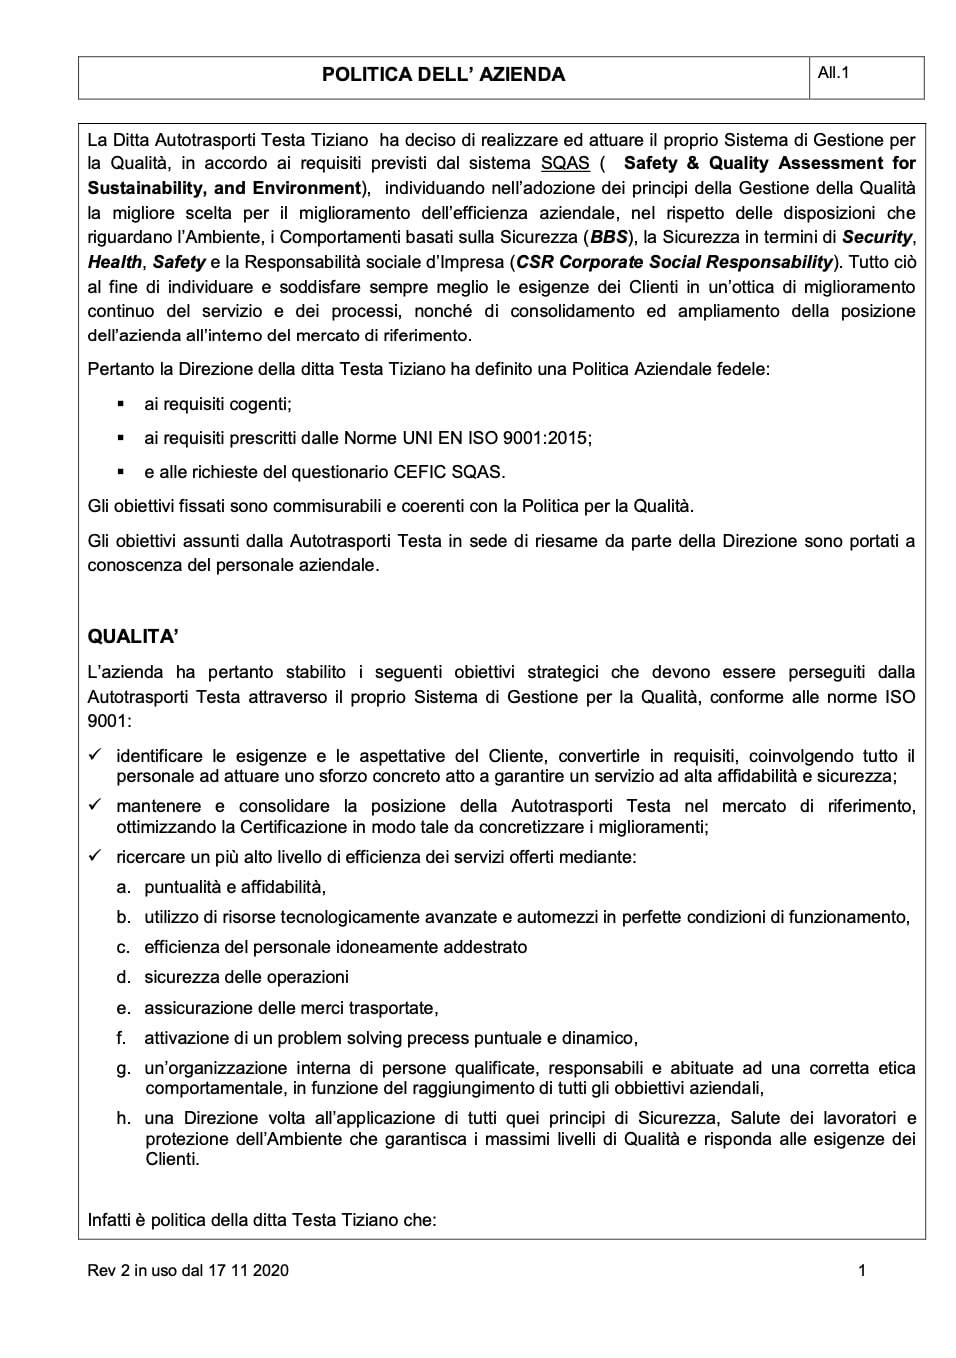 POLITICA DELL’ AZIENDA
All.1
La Ditta Autotrasporti Testa Tiziano ha deciso di realizzare ed attuare il proprio Sistema di Gestione per
la Qualità, in accordo ai requisiti previsti dal sistema SQAS ( Safety & Quality Assessment for
Sustainability, and Environment), individuando nell’adozione dei principi della Gestione della Qualità
la migliore scelta per il miglioramento dell’efficienza aziendale, nel rispetto delle disposizioni che
riguardano l’Ambiente, i Comportamenti basati sulla Sicurezza (BBS), la Sicurezza in termini di Security,
Health, Safety e la Responsabilità sociale d’Impresa (CSR Corporate Social Responsability). Tutto ciò
al fine di individuare e soddisfare sempre meglio le esigenze dei Clienti in un’ottica di miglioramento
continuo del servizio e dei processi, nonché di consolidamento ed ampliamento della posizione
dell’azienda all’interno del mercato di riferimento.
Pertanto la Direzione della ditta Testa Tiziano ha definito una Politica Aziendale fedele:
▪ ai requisiti cogenti;
▪ ai requisiti prescritti dalle Norme UNI EN ISO 9001:2015;
▪ e alle richieste del questionario CEFIC SQAS.
Gli obiettivi fissati sono commisurabili e coerenti con la Politica per la Qualità.
Gli obiettivi assunti dalla Autotrasporti Testa in sede di riesame da parte della Direzione sono portati a
conoscenza del personale aziendale.
QUALITA’
L’azienda ha pertanto stabilito i seguenti obiettivi strategici che devono essere perseguiti dalla
Autotrasporti Testa attraverso il proprio Sistema di Gestione per la Qualità, conforme alle norme ISO
9001:
✓ identificare le esigenze e le aspettative del Cliente, convertirle in requisiti, coinvolgendo tutto il
personale ad attuare uno sforzo concreto atto a garantire un servizio ad alta affidabilità e sicurezza;
✓ mantenere e consolidare la posizione della Autotrasporti Testa nel mercato di riferimento,
ottimizzando la Certificazione in modo tale da concretizzare i miglioramenti;
✓ ricercare un più alto livello di efficienza dei servizi offerti mediante:
a. puntualità e affidabilità,
b. utilizzo di risorse tecnologicamente avanzate e automezzi in perfette condizioni di funzionamento,
c. efficienza del personale idoneamente addestrato
d. sicurezza delle operazioni
e. assicurazione delle merci trasportate,
f. attivazione di un problem solving precess puntuale e dinamico,
g. un’organizzazione interna di persone qualificate, responsabili e abituate ad una corretta etica
comportamentale, in funzione del raggiungimento di tutti gli obbiettivi aziendali,
h. una Direzione volta all’applicazione di tutti quei principi di Sicurezza, Salute dei lavoratori e
protezione dell’Ambiente che garantisca i massimi livelli di Qualità e risponda alle esigenze dei
Clienti.
Infatti è politica della ditta Testa Tiziano che:
Rev 2 in uso dal 17 11 2020
1